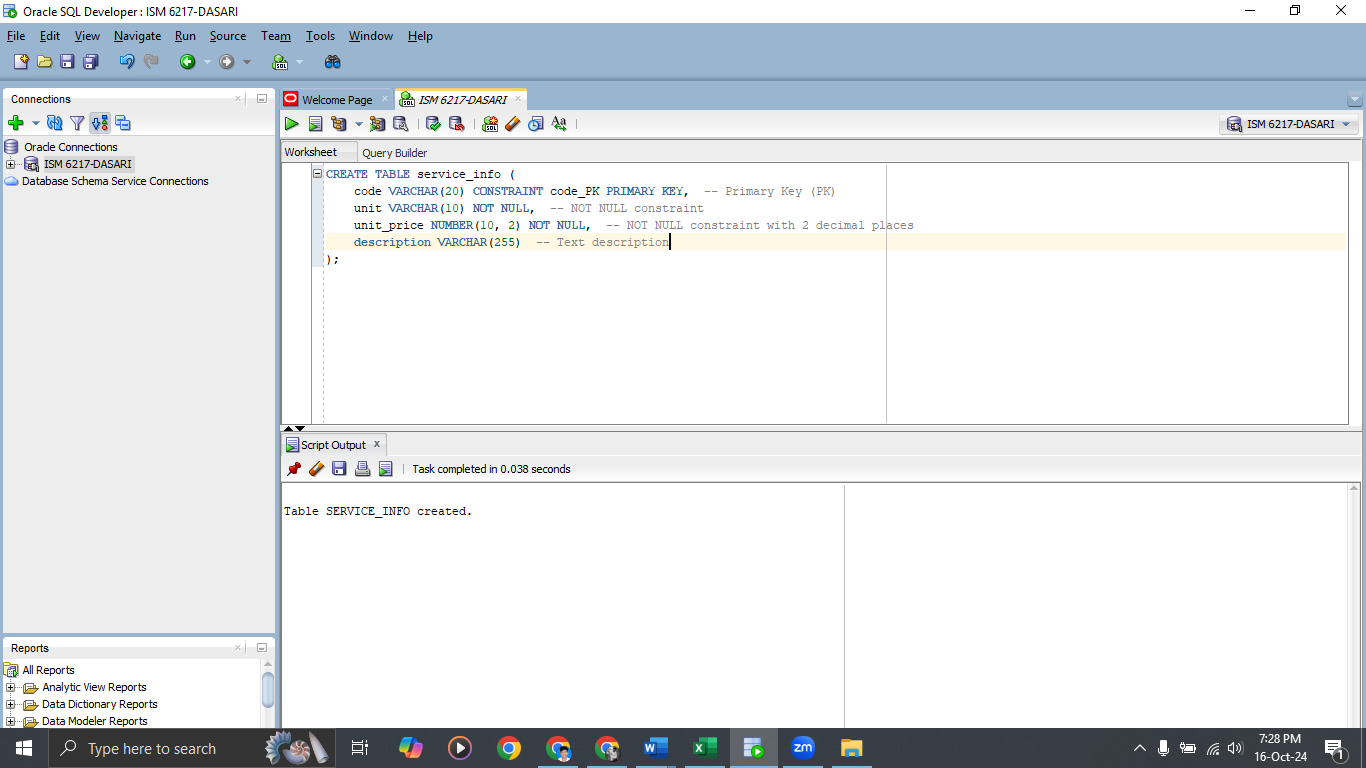 Oracle SQL Developer : ISM 6217-DASARI
File Edit View Navigate Run Source Team Tools Window Help
Connections
Oracle Connections
ISM 6217-DASARI
Database Schema Service Connections
Welcome Page
ISM 6217-DASARI
ISM 6217-DASARI
Worksheet Query Builder
CREATE TABLE service_info (
code VARCHAR(20) CONSTRAINT code_PK PRIMARY KEY, -- Primary Key (PK)
unit VARCHAR(10) NOT NULL, -- NOT NULL constraint
unit_price NUMBER(10, 2) NOT NULL, -- NOT NULL constraint with 2 decimal places
description VARCHAR(255) -- Text description
);
Script Output
Task completed in 0.038 seconds
Table SERVICE_INFO created.
Reports
All Reports
Analytic View Reports
Data Dictionary Reports
Data Modeler Reports
Type here to search
zm
7:28 PM
16-Oct-24
1